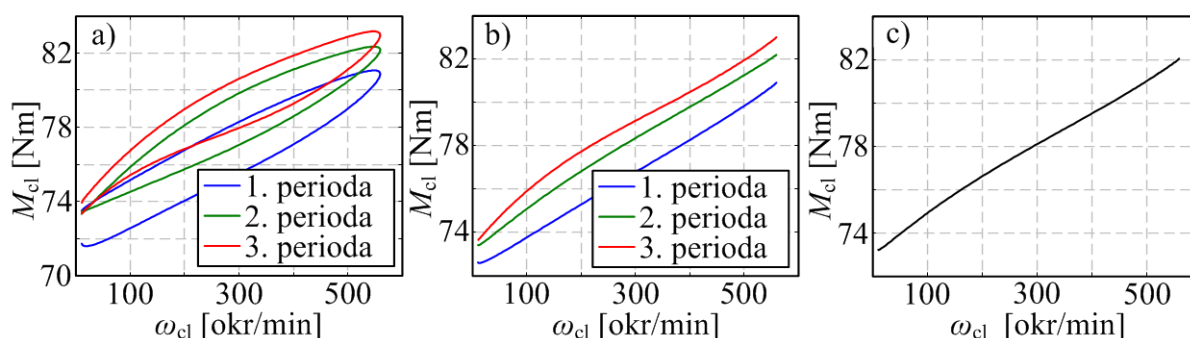 a)
M_cl [Nm]
82
78
74
70
1. perioda
2. perioda
3. perioda
100
300
500
ω_cl [okr/min]
b)
M_cl [Nm]
82
78
74
1. perioda
2. perioda
3. perioda
100
300
500
ω_cl [okr/min]
c)
M_cl [Nm]
82
78
74
100
300
500
ω_cl [okr/min]